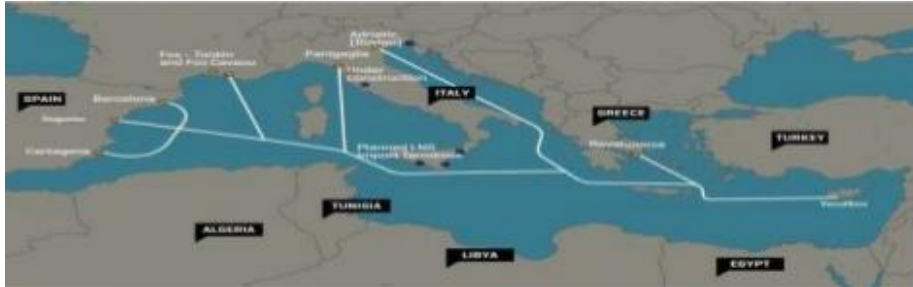 Adriatic
(Rovigo)
Fos - Tonkin
and Fos Cavaou
Panigaglia
Under
construction
SPAIN
Barcelona
ITALY
Sagunto
GREECE
TURKEY
Cartagena
Planned LNG
import terminals
Revithoussa
TUNISIA
ALGERIA
LIBYA
EGYPT